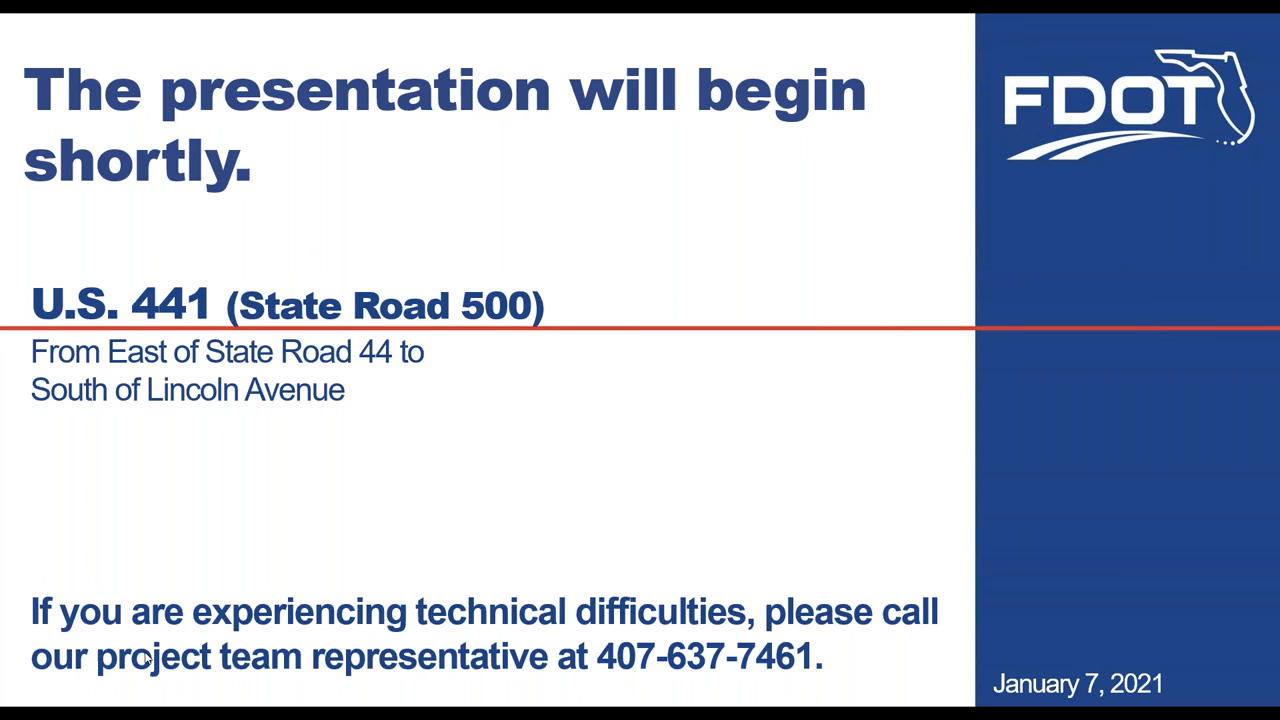 The presentation will begin
shortly.
FDOT
U.S. 441 (State Road 500)
From East of State Road 44 to
South of Lincoln Avenue
If you are experiencing technical difficulties, please call
our project team representative at 407-637-7461.
January 7, 2021